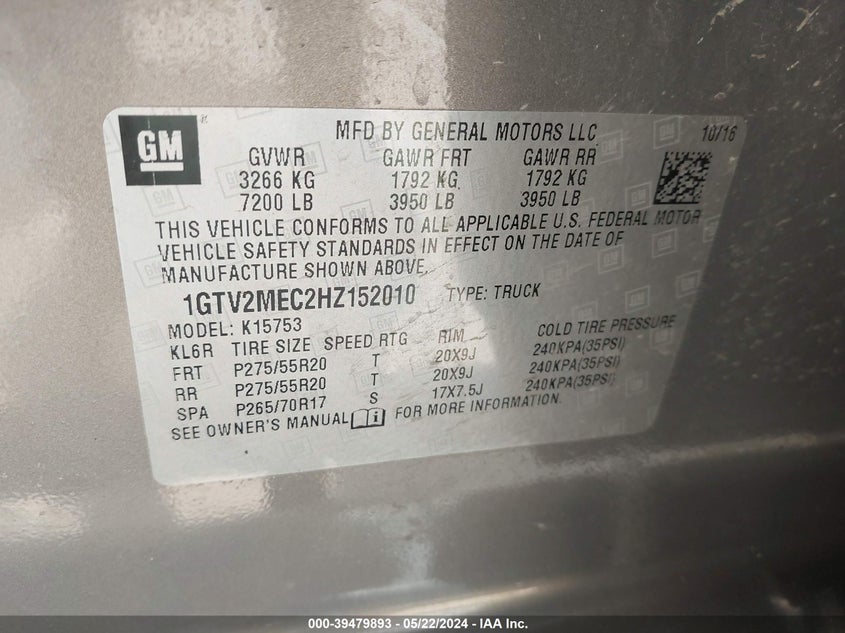 GM
MFD BY GENERAL MOTORS LLC 10/16
GVWR GAWR FRT GAWR RR
3266 KG 1792 KG 1792 KG
7200 LB 3950 LB 3950 LB
THIS VEHICLE CONFORMS TO ALL APPLICABLE U.S. FEDERAL MOTOR
VEHICLE SAFETY STANDARDS IN EFFECT ON THE DATE OF
MANUFACTURE SHOWN ABOVE.
1GTV2MEC2HZ152010 TYPE: TRUCK
MODEL: K15753
KL6R TIRE SIZE SPEED RTG RIM COLD TIRE PRESSURE
FRT P275/55R20 T 20X9J 240KPA(35PSI)
RR P275/55R20 T 20X9J 240KPA(35PSI)
SPA P265/70R17 S 17X7.5J 240KPA(35PSI)
SEE OWNER'S MANUAL FOR MORE INFORMATION.
000-39479893 - 05/22/2024 - IAA Inc.